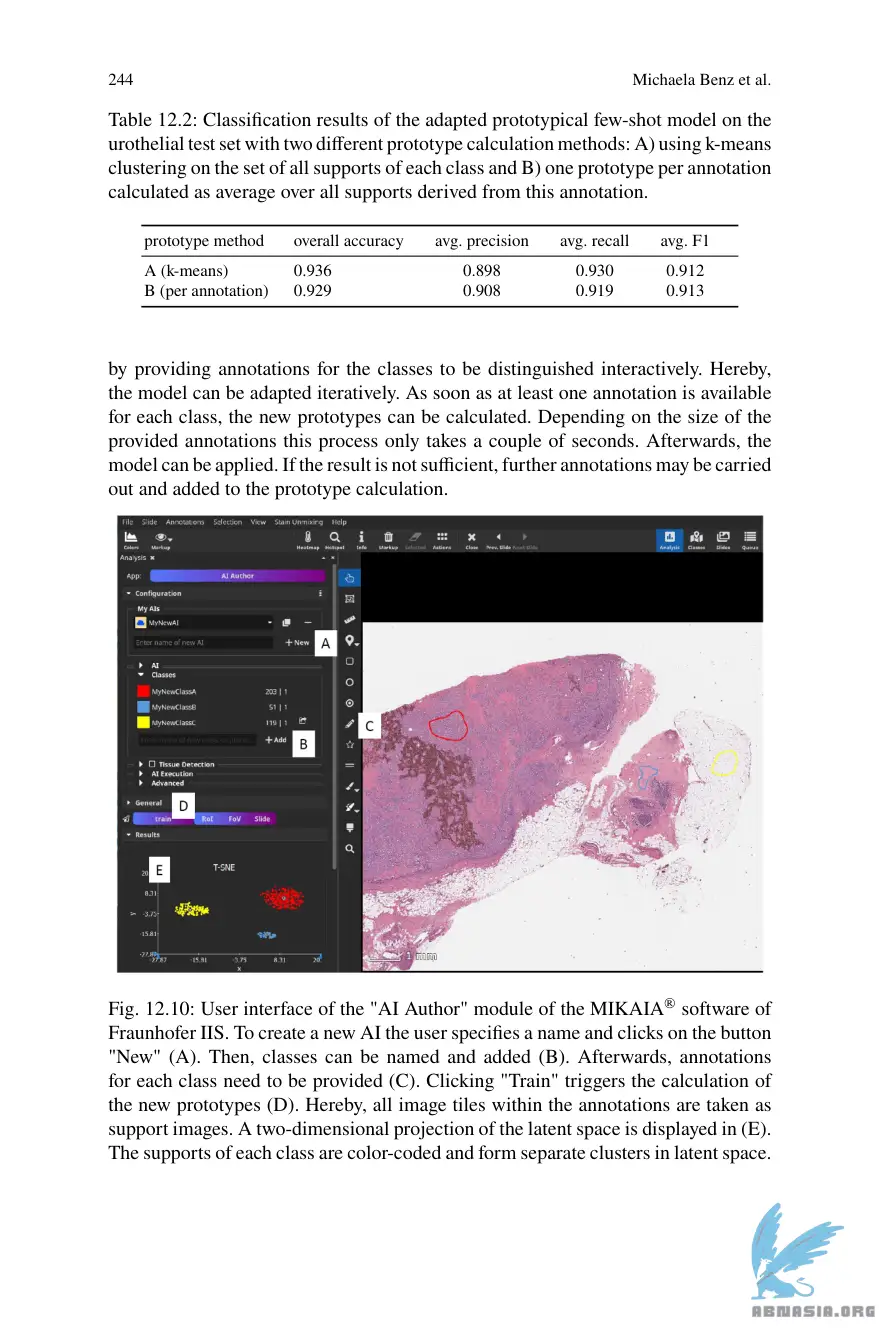 244
Michaela Benz et al.
Table 12.2: Classification results of the adapted prototypical few-shot model on the
urothelial test set with two different prototype calculation methods: A) using k-means
clustering on the set of all supports of each class and B) one prototype per annotation
calculated as average over all supports derived from this annotation.
prototype method overall accuracy avg. precision avg. recall avg. F1
A (k-means) 0.936 0.898 0.930 0.912
B (per annotation) 0.929 0.908 0.919 0.913
by providing annotations for the classes to be distinguished interactively. Hereby,
the model can be adapted iteratively. As soon as at least one annotation is available
for each class, the new prototypes can be calculated. Depending on the size of the
provided annotations this process only takes a couple of seconds. Afterwards, the
model can be applied. If the result is not sufficient, further annotations may be carried
out and added to the prototype calculation.
File Slide Annotations Selection View Stain Unmixing Help
Colors Markup Heatmap Hotspot Info Markup Selected Actions Close Prev. Slide Next Slide Analysis Classes Slides Queue
Analysis
App: AI Author
Configuration
My AIs
MyNewAI
Enter name of new AI + New A
AI
Classes
MyNewClassA 203 | 1
MyNewClassB 51 | 1
MyNewClassC 119 | 1
C
+ Add B
Tissue Detection
AI Execution
Advanced
General D
train RoI FoV Slide
Results
E T-SNE
20.
8.31
-3.75
-15.81
Y
-27.87 -15.81 -3.75 8.31 20.
X
1 mm
Fig. 12.10: User interface of the "AI Author" module of the MIKAIA® software of
Fraunhofer IIS. To create a new AI the user specifies a name and clicks on the button
"New" (A). Then, classes can be named and added (B). Afterwards, annotations
for each class need to be provided (C). Clicking "Train" triggers the calculation of
the new prototypes (D). Hereby, all image tiles within the annotations are taken as
support images. A two-dimensional projection of the latent space is displayed in (E).
The supports of each class are color-coded and form separate clusters in latent space.
ABNASIA.ORG